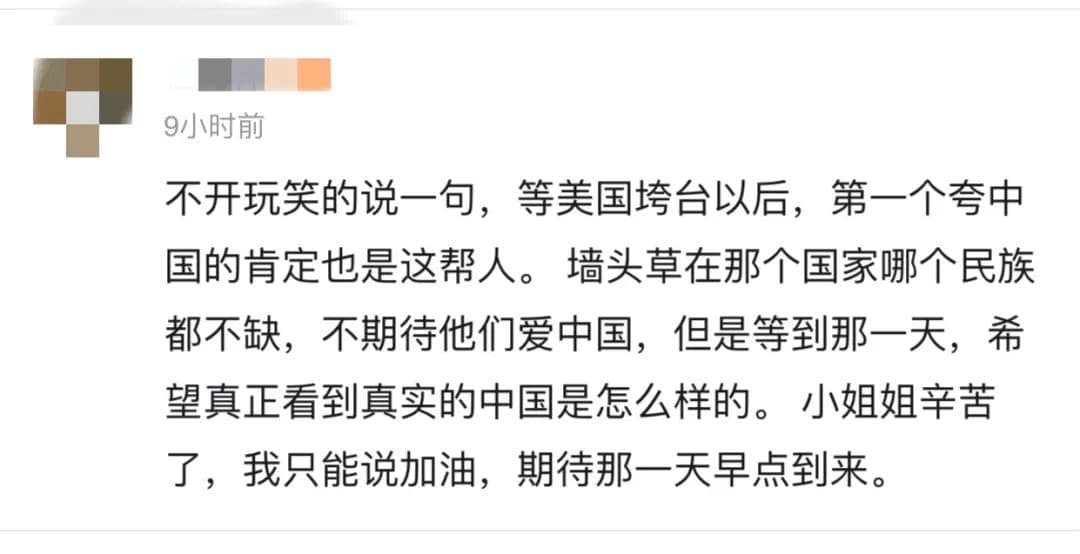 9小时前
不开玩笑的说一句，等美国垮台以后，第一个夸中
国的肯定也是这帮人。 墙头草在那个国家哪个民族
都不缺，不期待他们爱中国，但是等到那一天，希
望真正看到真实的中国是怎么样的。 小姐姐辛苦
了，我只能说加油，期待那一天早点到来。